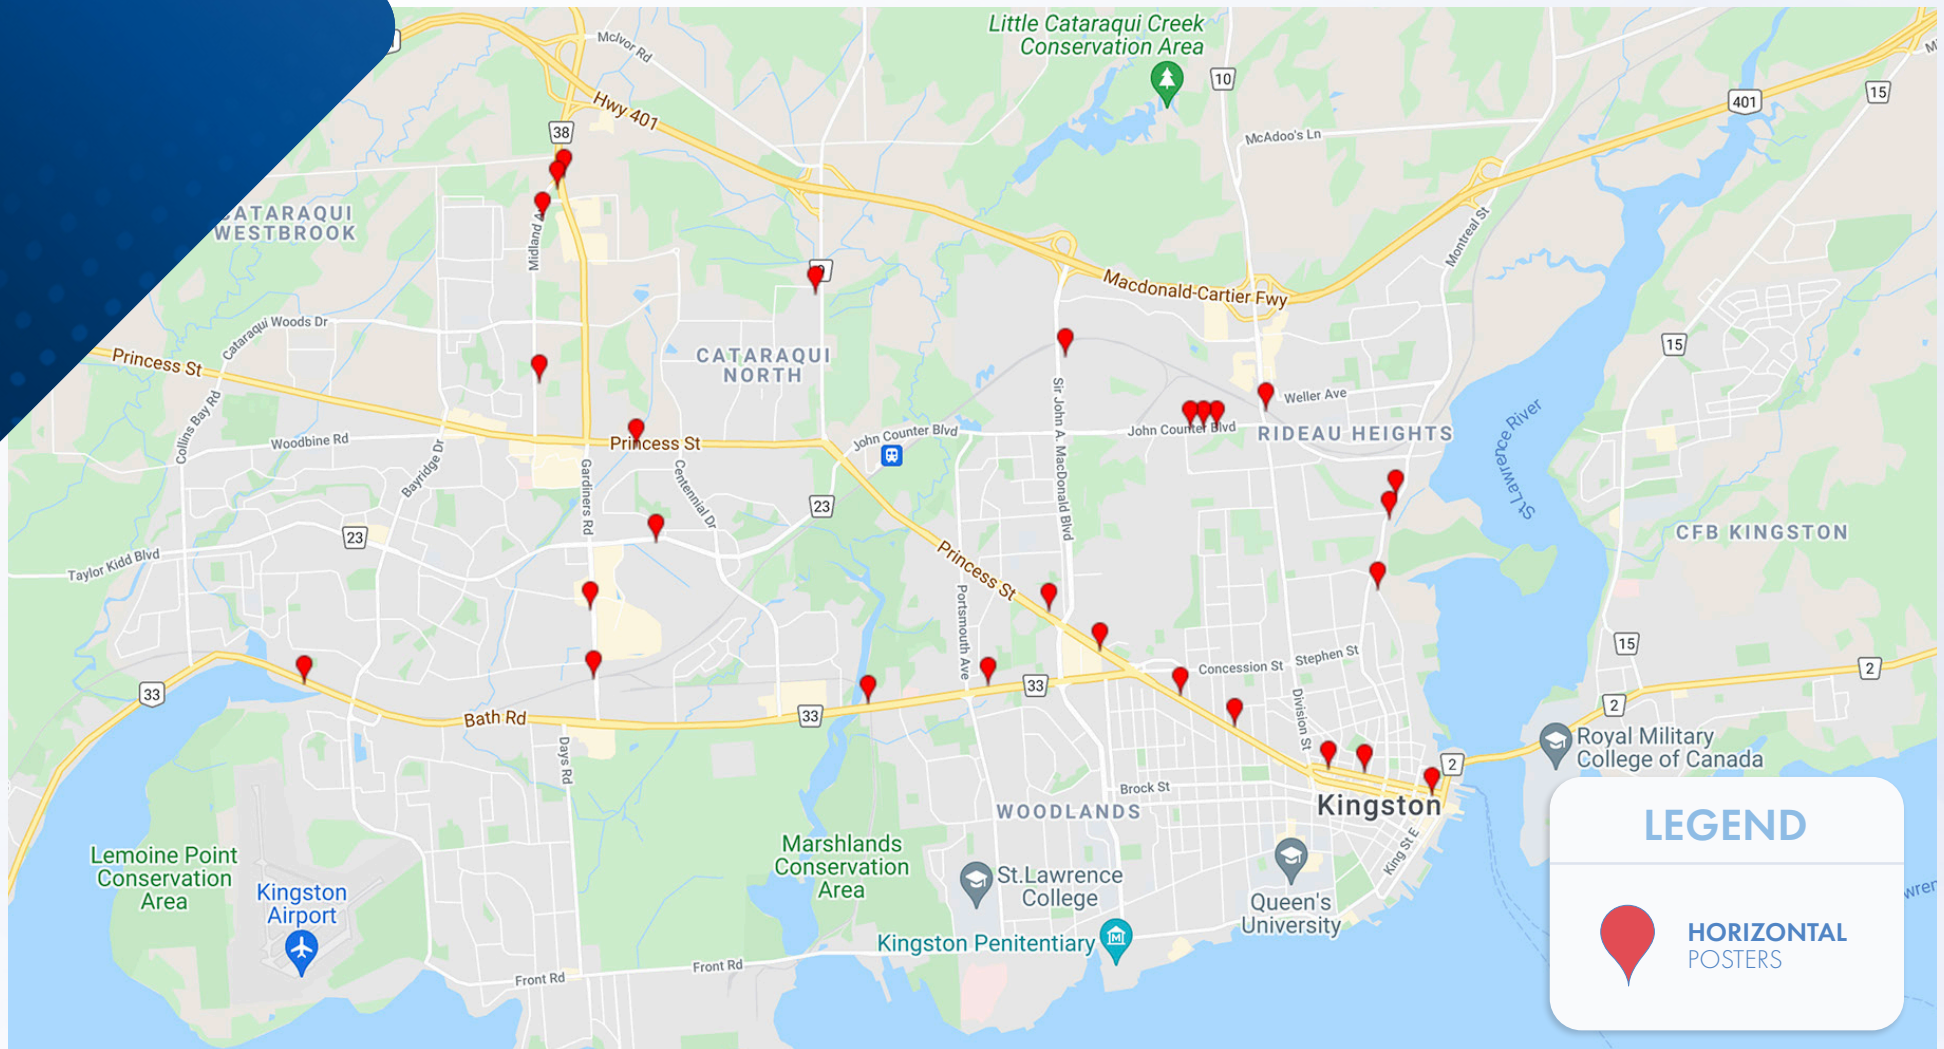 Little Cataraqui Creek
Conservation Area
McIvor Rd
10
401
15
Hwy 401
38
McAdoo's Ln
CATARAQUI
WESTBROOK
Midland
Montreal St
Macdonald-Cartier Fwy
Cataraqui Woods Dr
Princess St
CATARAQUI
NORTH
15
Collins Bay Rd
Woodbine Rd
Bayridge Dr
Princess St
John Counter Blvd
Sir John A. MacDonald Blvd
John Counter Blvd
Weller Ave
RIDEAU HEIGHTS
St. Lawrence River
Gardiners Rd
Centennial Dr
23
23
CFB KINGSTON
Taylor Kidd Blvd
Princess St
Portsmouth Ave
15
Concession St
Stephen St
2
33
33
33
2
Bath Rd
Days Rd
Division St
2
Royal Military
College of Canada
Brock St
WOODLANDS
Kingston
King St E
Lemoine Point
Conservation
Area
Kingston
Airport
Marshlands
Conservation
Area
St.Lawrence
College
Queen's
University
Kingston Penitentiary
Front Rd
Front Rd
LEGEND
HORIZONTAL
POSTERS